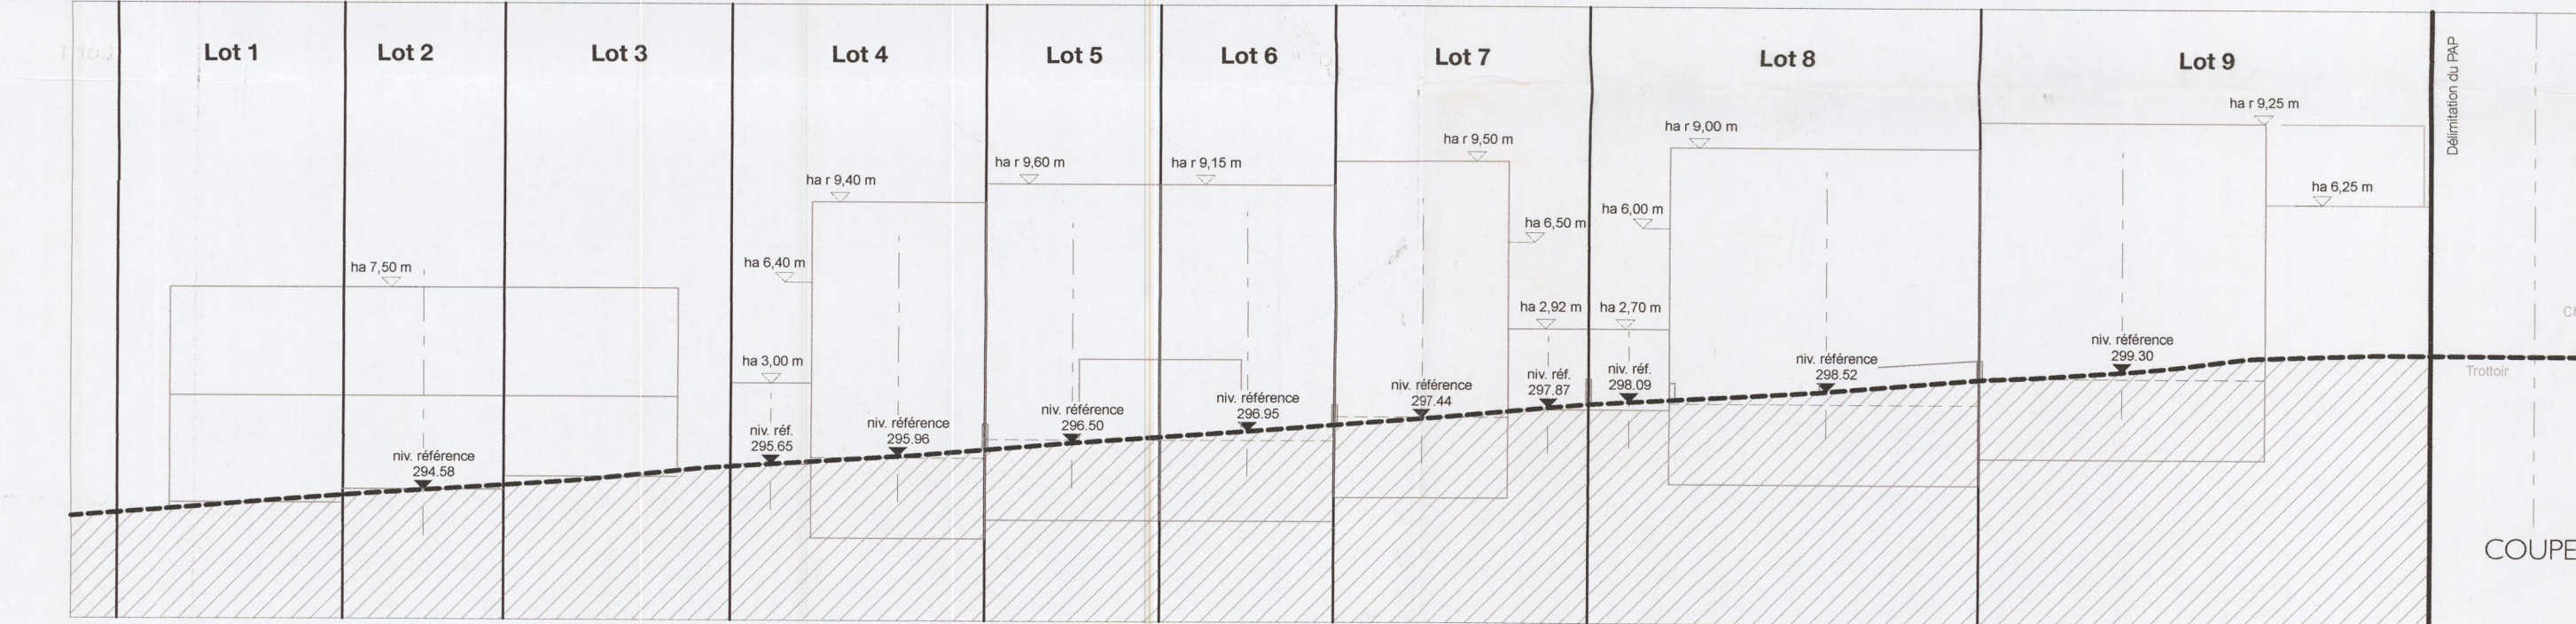 Lot 1
Lot 2
Lot 3
Lot 4
Lot 5
Lot 6
Lot 7
Lot 8
Lot 9
Délimitation du PAP
ha 7,50 m
niv. référence
294.58
ha r 9,40 m
ha 6,40 m
ha 3,00 m
niv. réf.
295.65
niv. référence
295.96
ha r 9,60 m
niv. référence
296.50
ha r 9,15 m
niv. référence
296.95
ha r 9,50 m
ha 6,50 m
ha 2,92 m
niv. référence
297.44
niv. réf.
297.87
ha r 9,00 m
ha 6,00 m
ha 2,70 m
niv. réf.
298.09
niv. référence
298.52
ha r 9,25 m
ha 6,25 m
niv. référence
299.30
Trottoir
COUPE